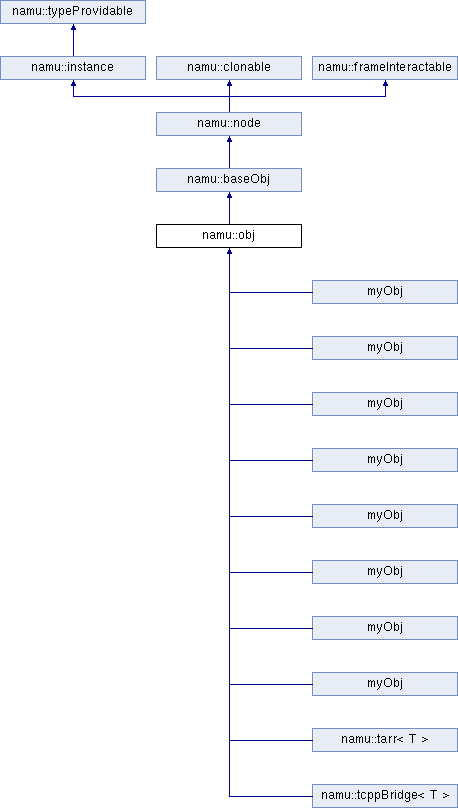 namu::typeProvidable
namu::instance
namu::clonable
namu::frameInteractable
namu::node
namu::baseObj
namu::obj
myObj
myObj
myObj
myObj
myObj
myObj
myObj
myObj
namu::tarr< T >
namu::tcppBridge< T >